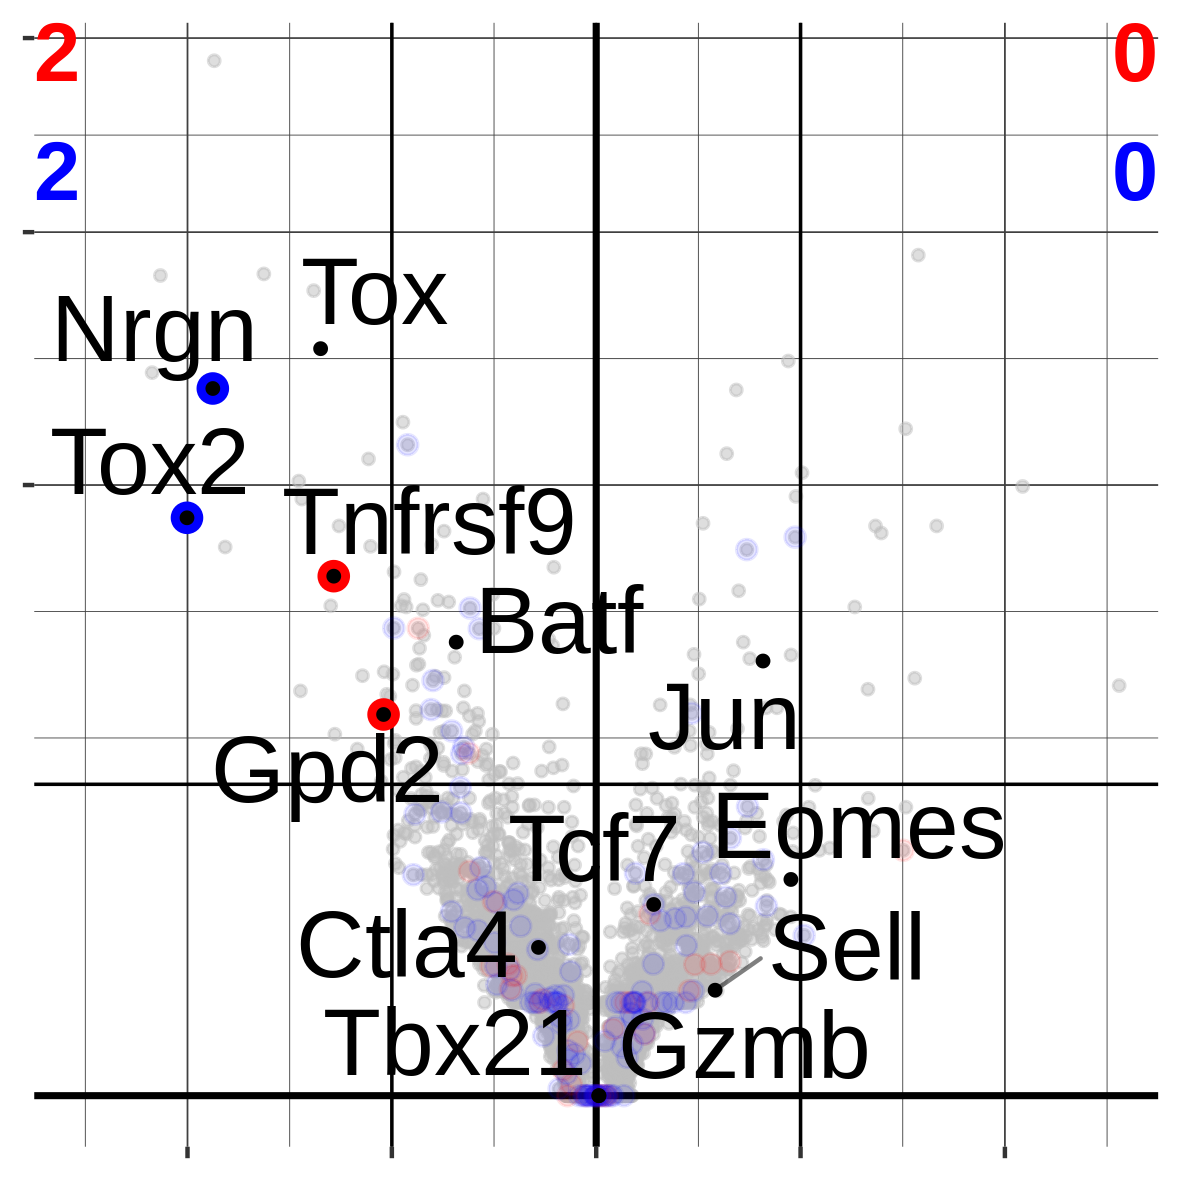 2 0
2 0
Tox
Nrgn
Tox2
Tnfrsf9
Batf
Jun
Gpd2
Eomes
Tcf7
Ctla4
Sell
Tbx21
Gzmb